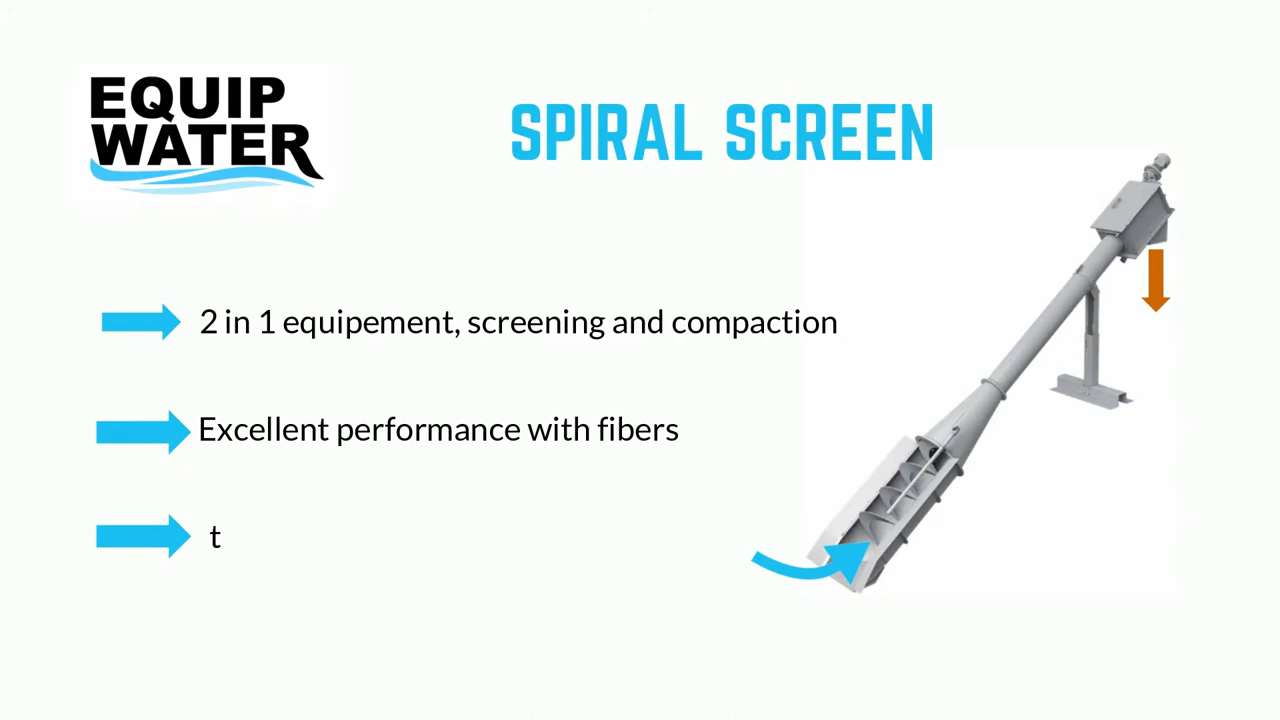 EQUIP
WATER
SPIRAL SCREEN
2 in 1 equipement, screening and compaction
Excellent performance with fibers
t